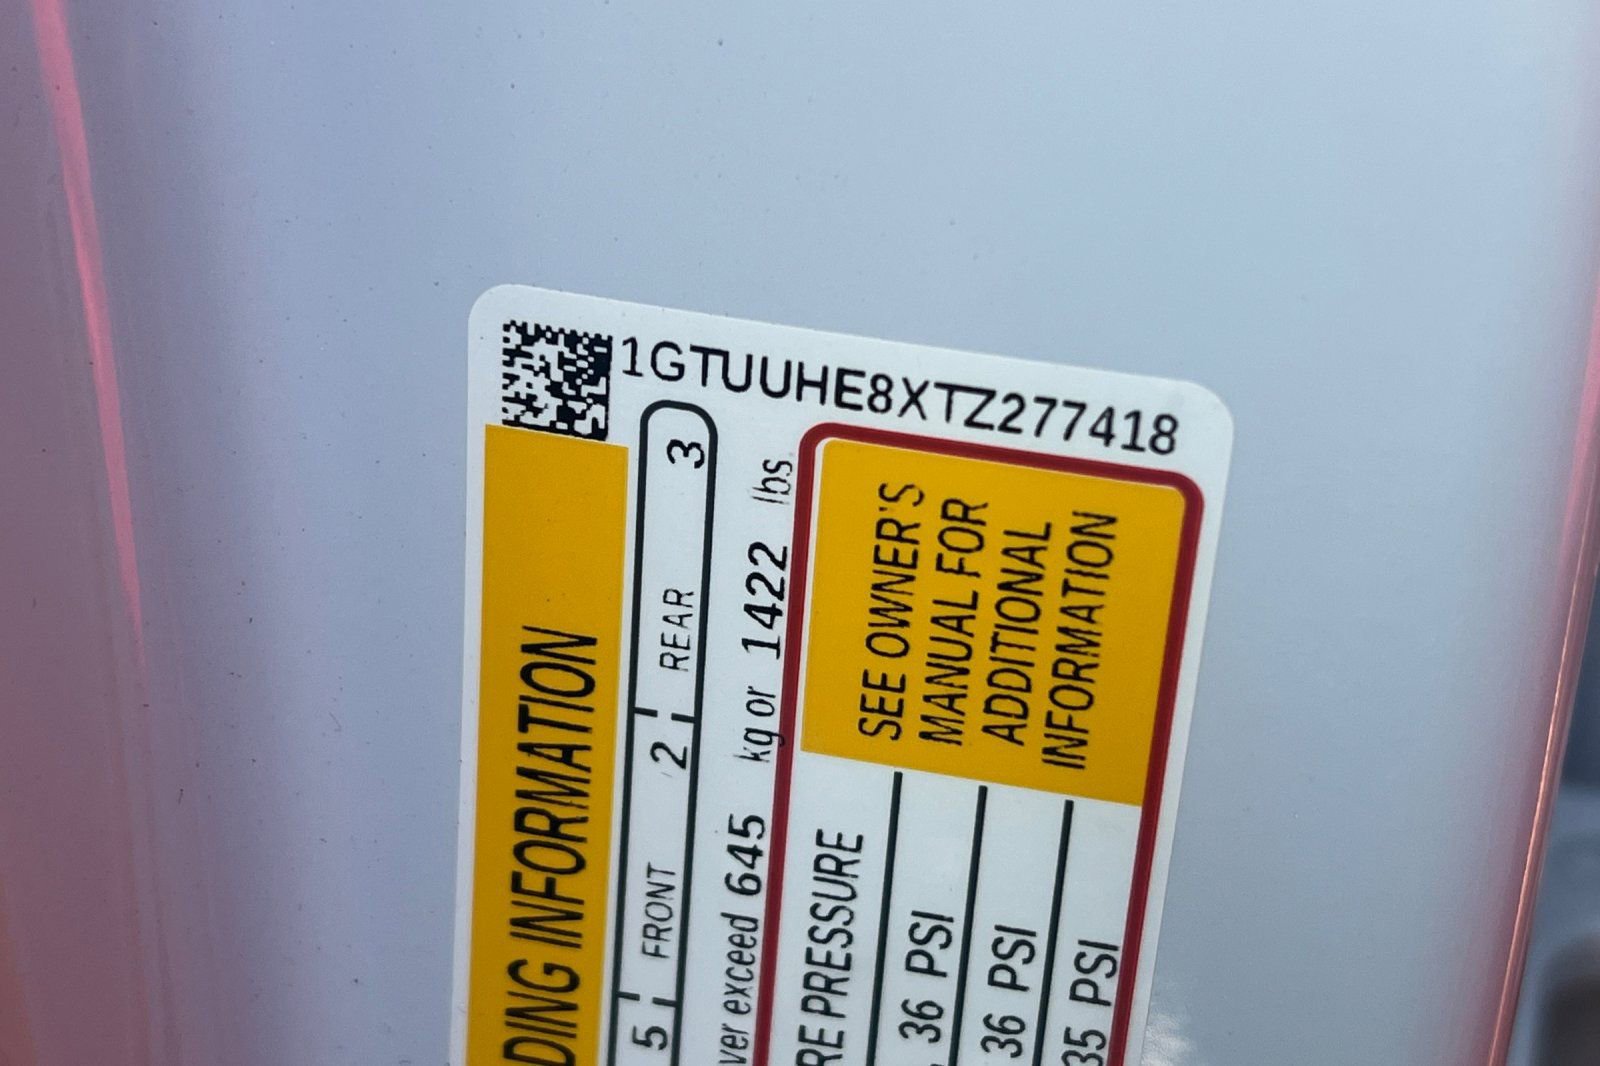 1GTUUHE8XTZ277418
DING INFORMATION
5 FRONT 2 REAR 3
ver exceed 645 kg or 1422 lbs
RE PRESSURE
36 PSI
36 PSI
35 PSI
SEE OWNER'S
MANUAL FOR
ADDITIONAL
INFORMATION